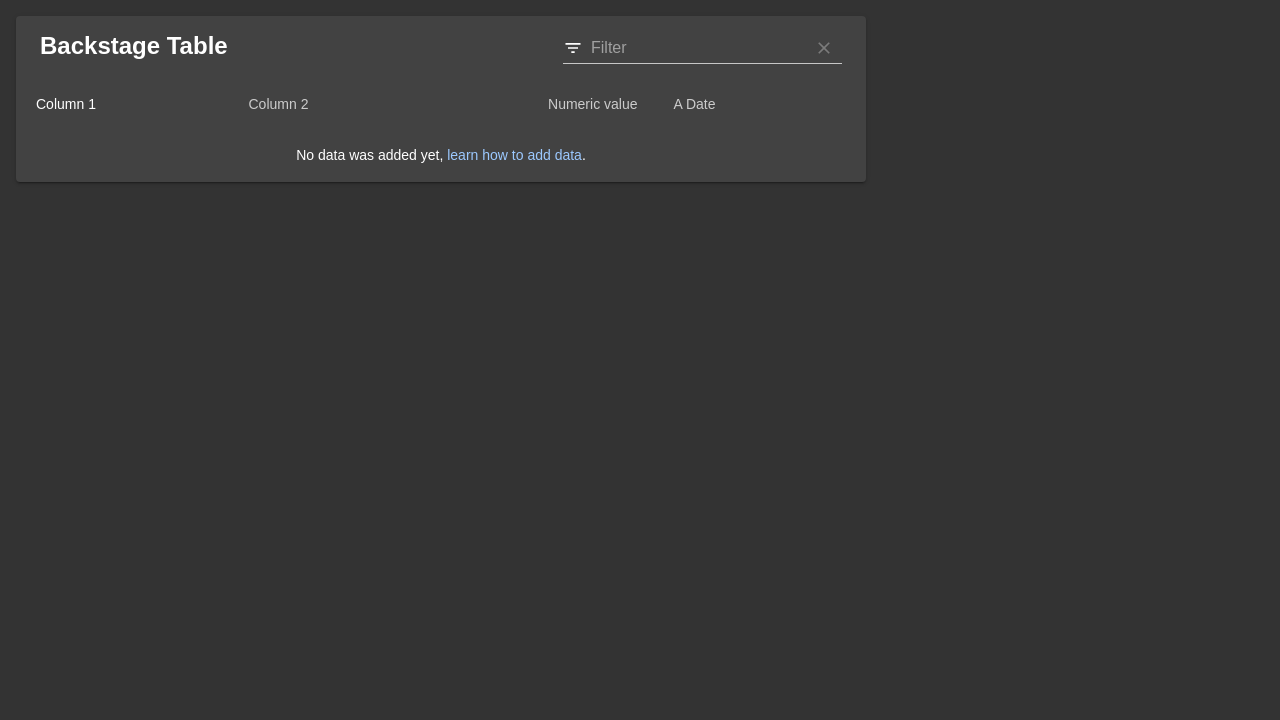 Backstage Table
Filter
Column 1 Column 2 Numeric value A Date
No data was added yet, learn how to add data.